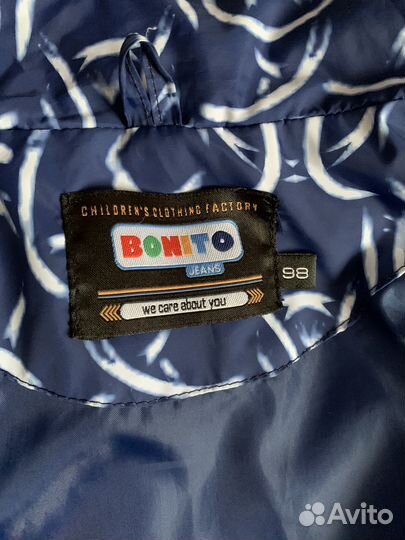 CHILDREN'S CLOTHING FACTORY
BONITO
JEANS
98
we care about you
Avito